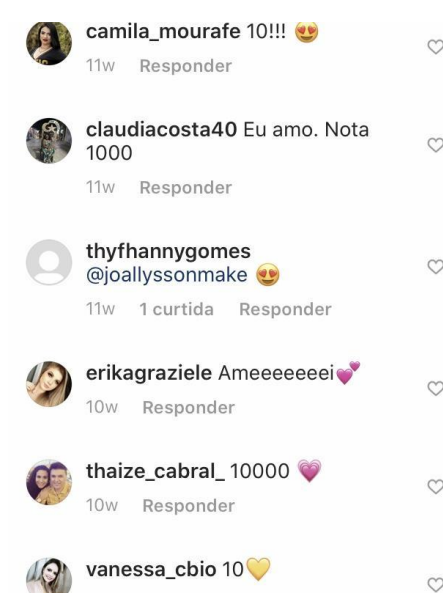 camila_mourafe 10!!! 😍
11w Responder
claudiacosta40 Eu amo. Nota
1000
11w Responder
thyfhannygomes
@joallyssonmake 😍
11w 1 curtida Responder
erikagraziele Ameeeeeeei💕
10w Responder
thaize_cabral_ 10000 💗
10w Responder
vanessa_cbio 10💛